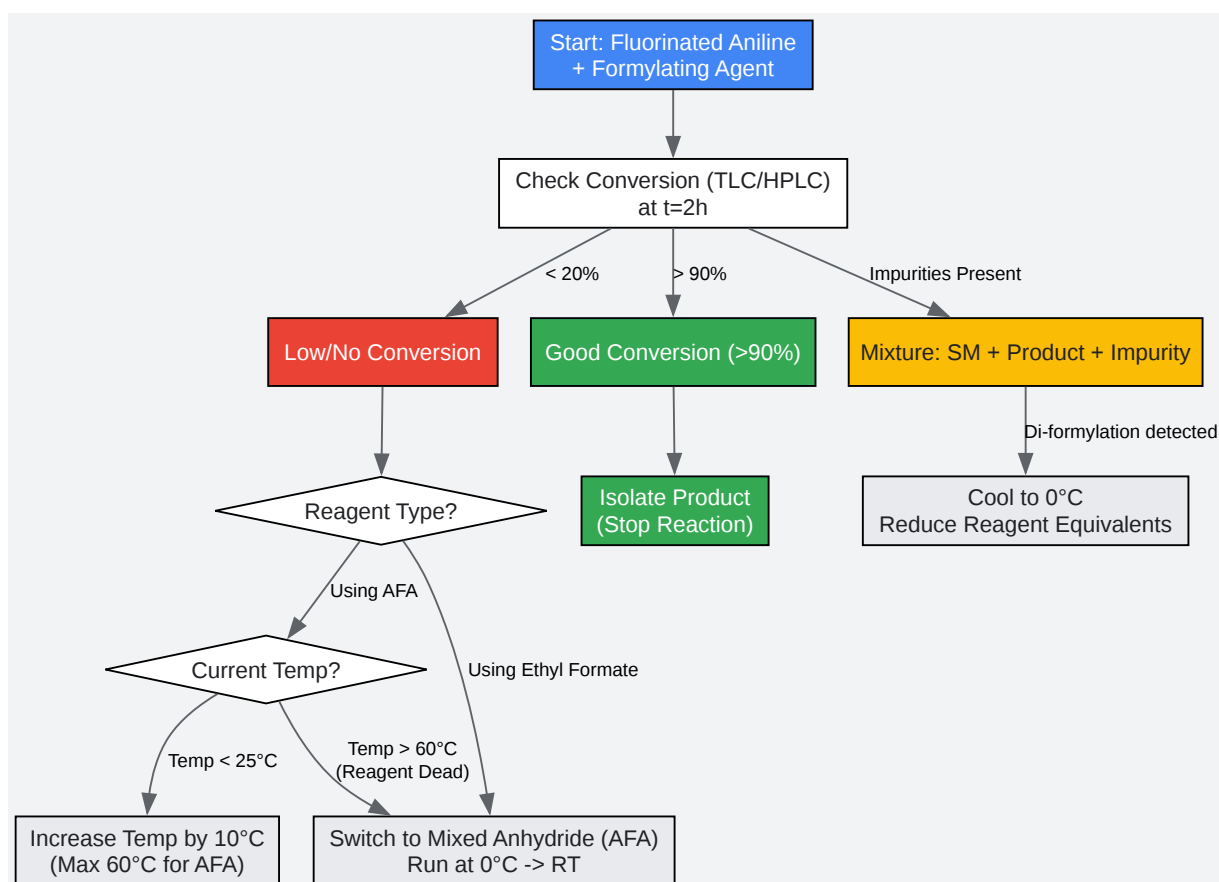 Start: Fluorinated Aniline
+ Formylating Agent
Check Conversion (TLC/HPLC)
at t=2h
< 20%
> 90%
Impurities Present
Low/No Conversion
Good Conversion (>90%)
Mixture: SM + Product + Impurity
Di-formylation detected
Reagent Type?
Isolate Product
(Stop Reaction)
Cool to 0°C
Reduce Reagent Equivalents
Using AFA
Current Temp?
Using Ethyl Formate
Temp < 25°C
Temp > 60°C
(Reagent Dead)
Increase Temp by 10°C
(Max 60°C for AFA)
Switch to Mixed Anhydride (AFA)
Run at 0°C -> RT